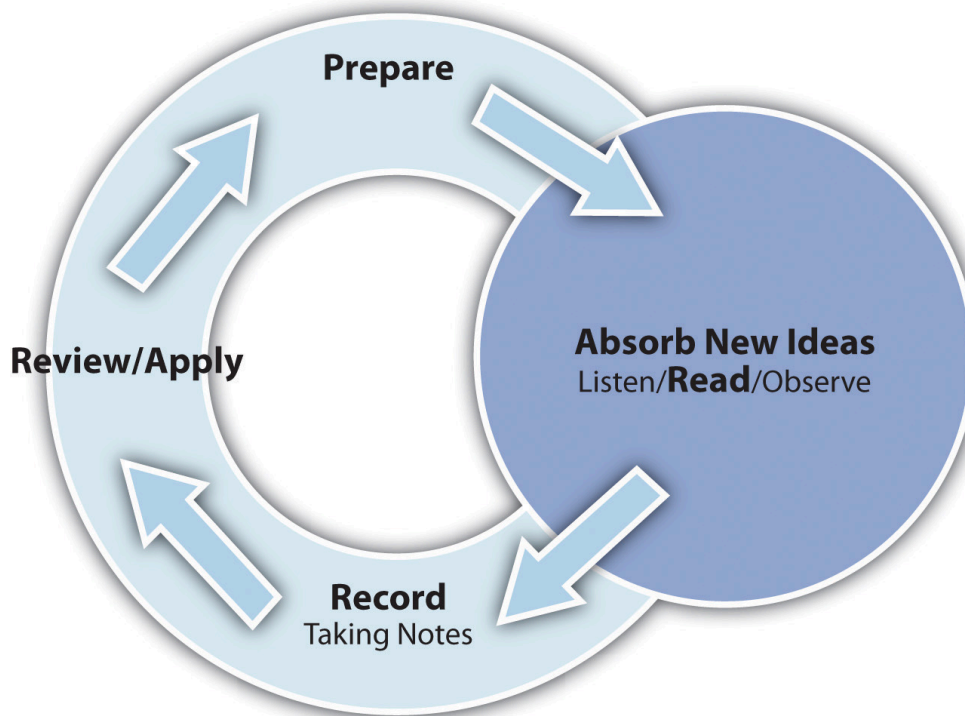 Prepare
Absorb New Ideas
Listen/Read/Observe
Review/Apply
Record
Taking Notes